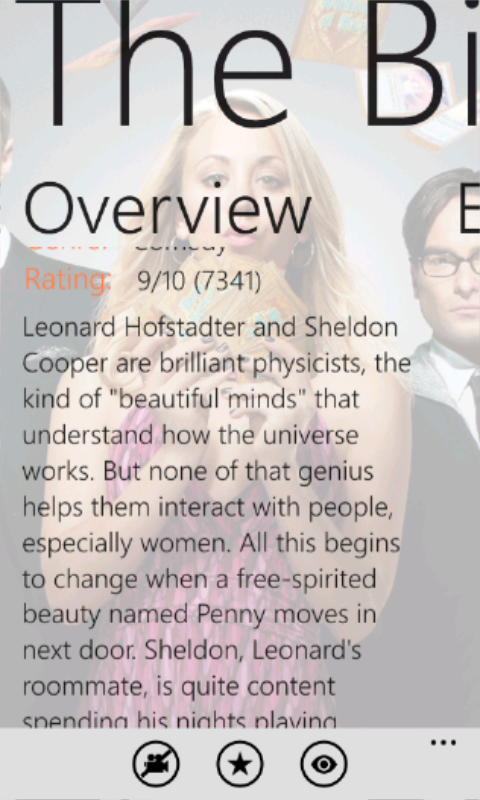 The Bi
Overview E
Genre: Comedy
Rating: 9/10 (7341)
Leonard Hofstadter and Sheldon
Cooper are brilliant physicists, the
kind of "beautiful minds" that
understand how the universe
works. But none of that genius
helps them interact with people,
especially women. All this begins
to change when a free-spirited
beauty named Penny moves in
next door. Sheldon, Leonard's
roommate, is quite content
spending his nights playing